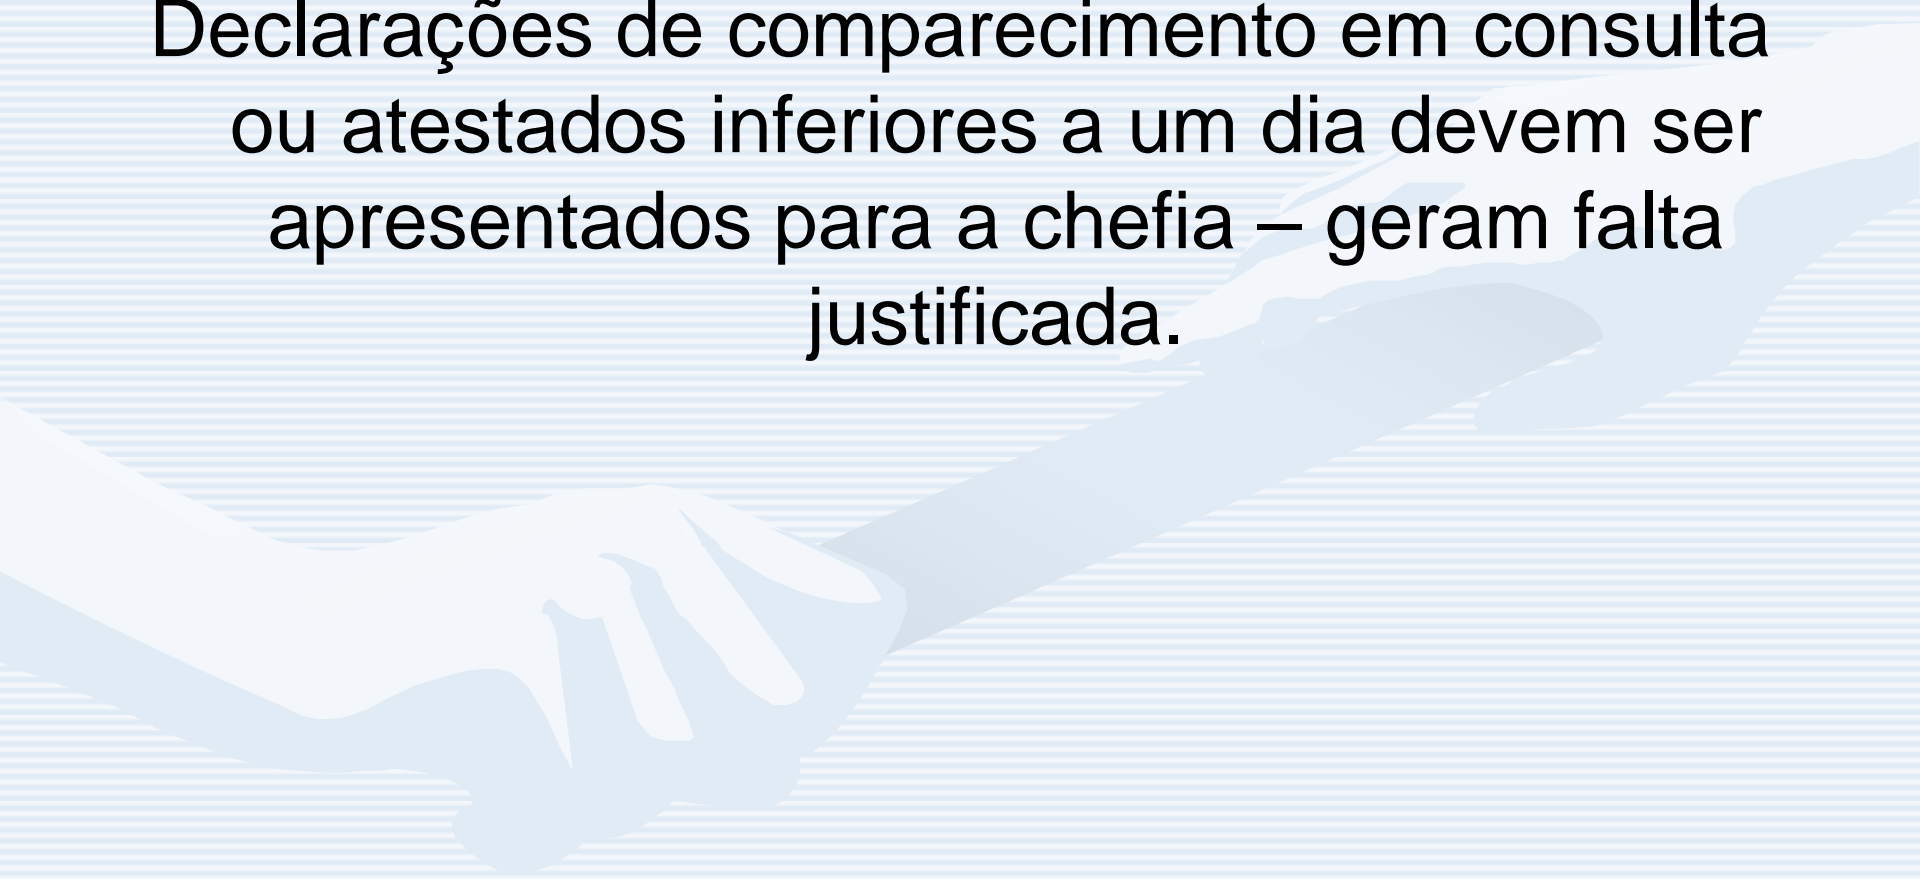 Declarações de comparecimento em consulta
ou atestados inferiores a um dia devem ser
apresentados para a chefia – geram falta
justificada.